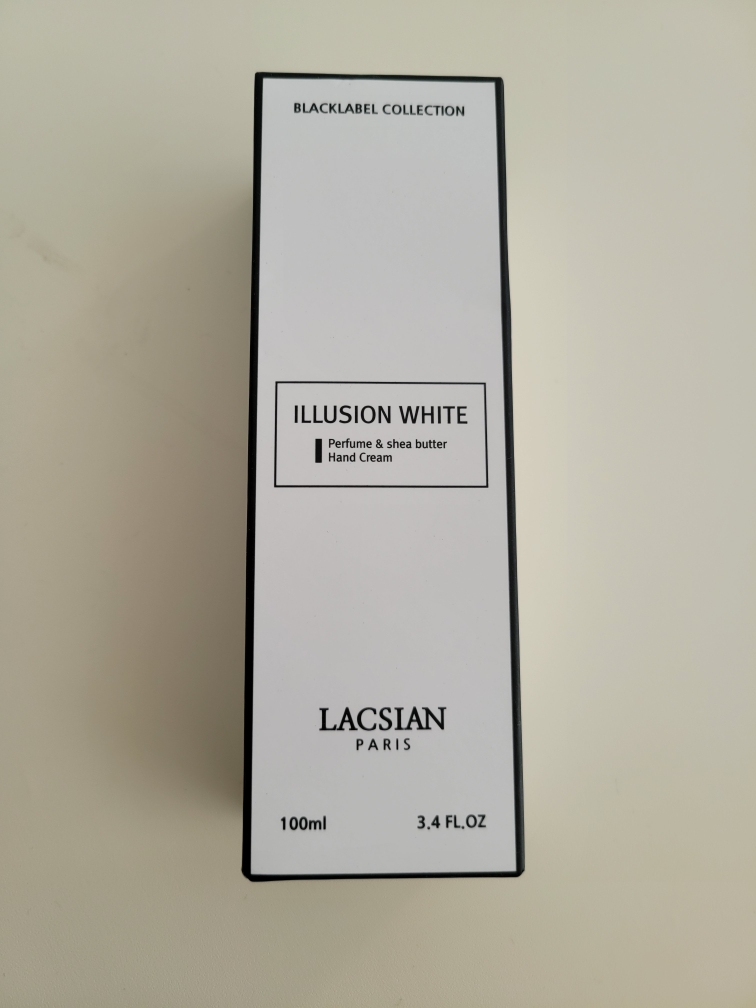 BLACKLABEL COLLECTION
ILLUSION WHITE
Perfume & shea butter
Hand Cream
LACSIAN
PARIS
100ml 3.4 FL.OZ